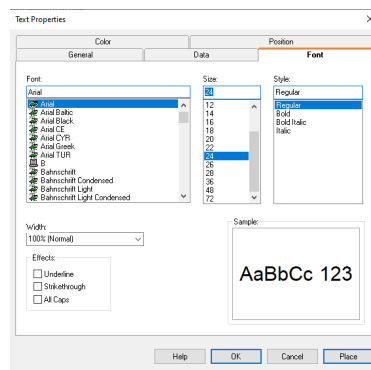 Text Properties
Color
Position
General
Data
Font
Font:
Size:
Style:
Arial
24
Regular
Arial
Arial Baltic
Arial Black
Arial CE
Arial CYR
Arial Greek
Arial TUR
B
Bahnschrift
Bahnschrift Condensed
Bahnschrift Light
Bahnschrift Light Condensed
12
14
16
18
20
22
24
26
28
36
48
72
Regular
Bold
Bold Italic
Italic
Width:
100% (Normal)
Effects:
Underline
Strikethrough
All Caps
Sample:
AaBbCc 123
Help
OK
Cancel
Place